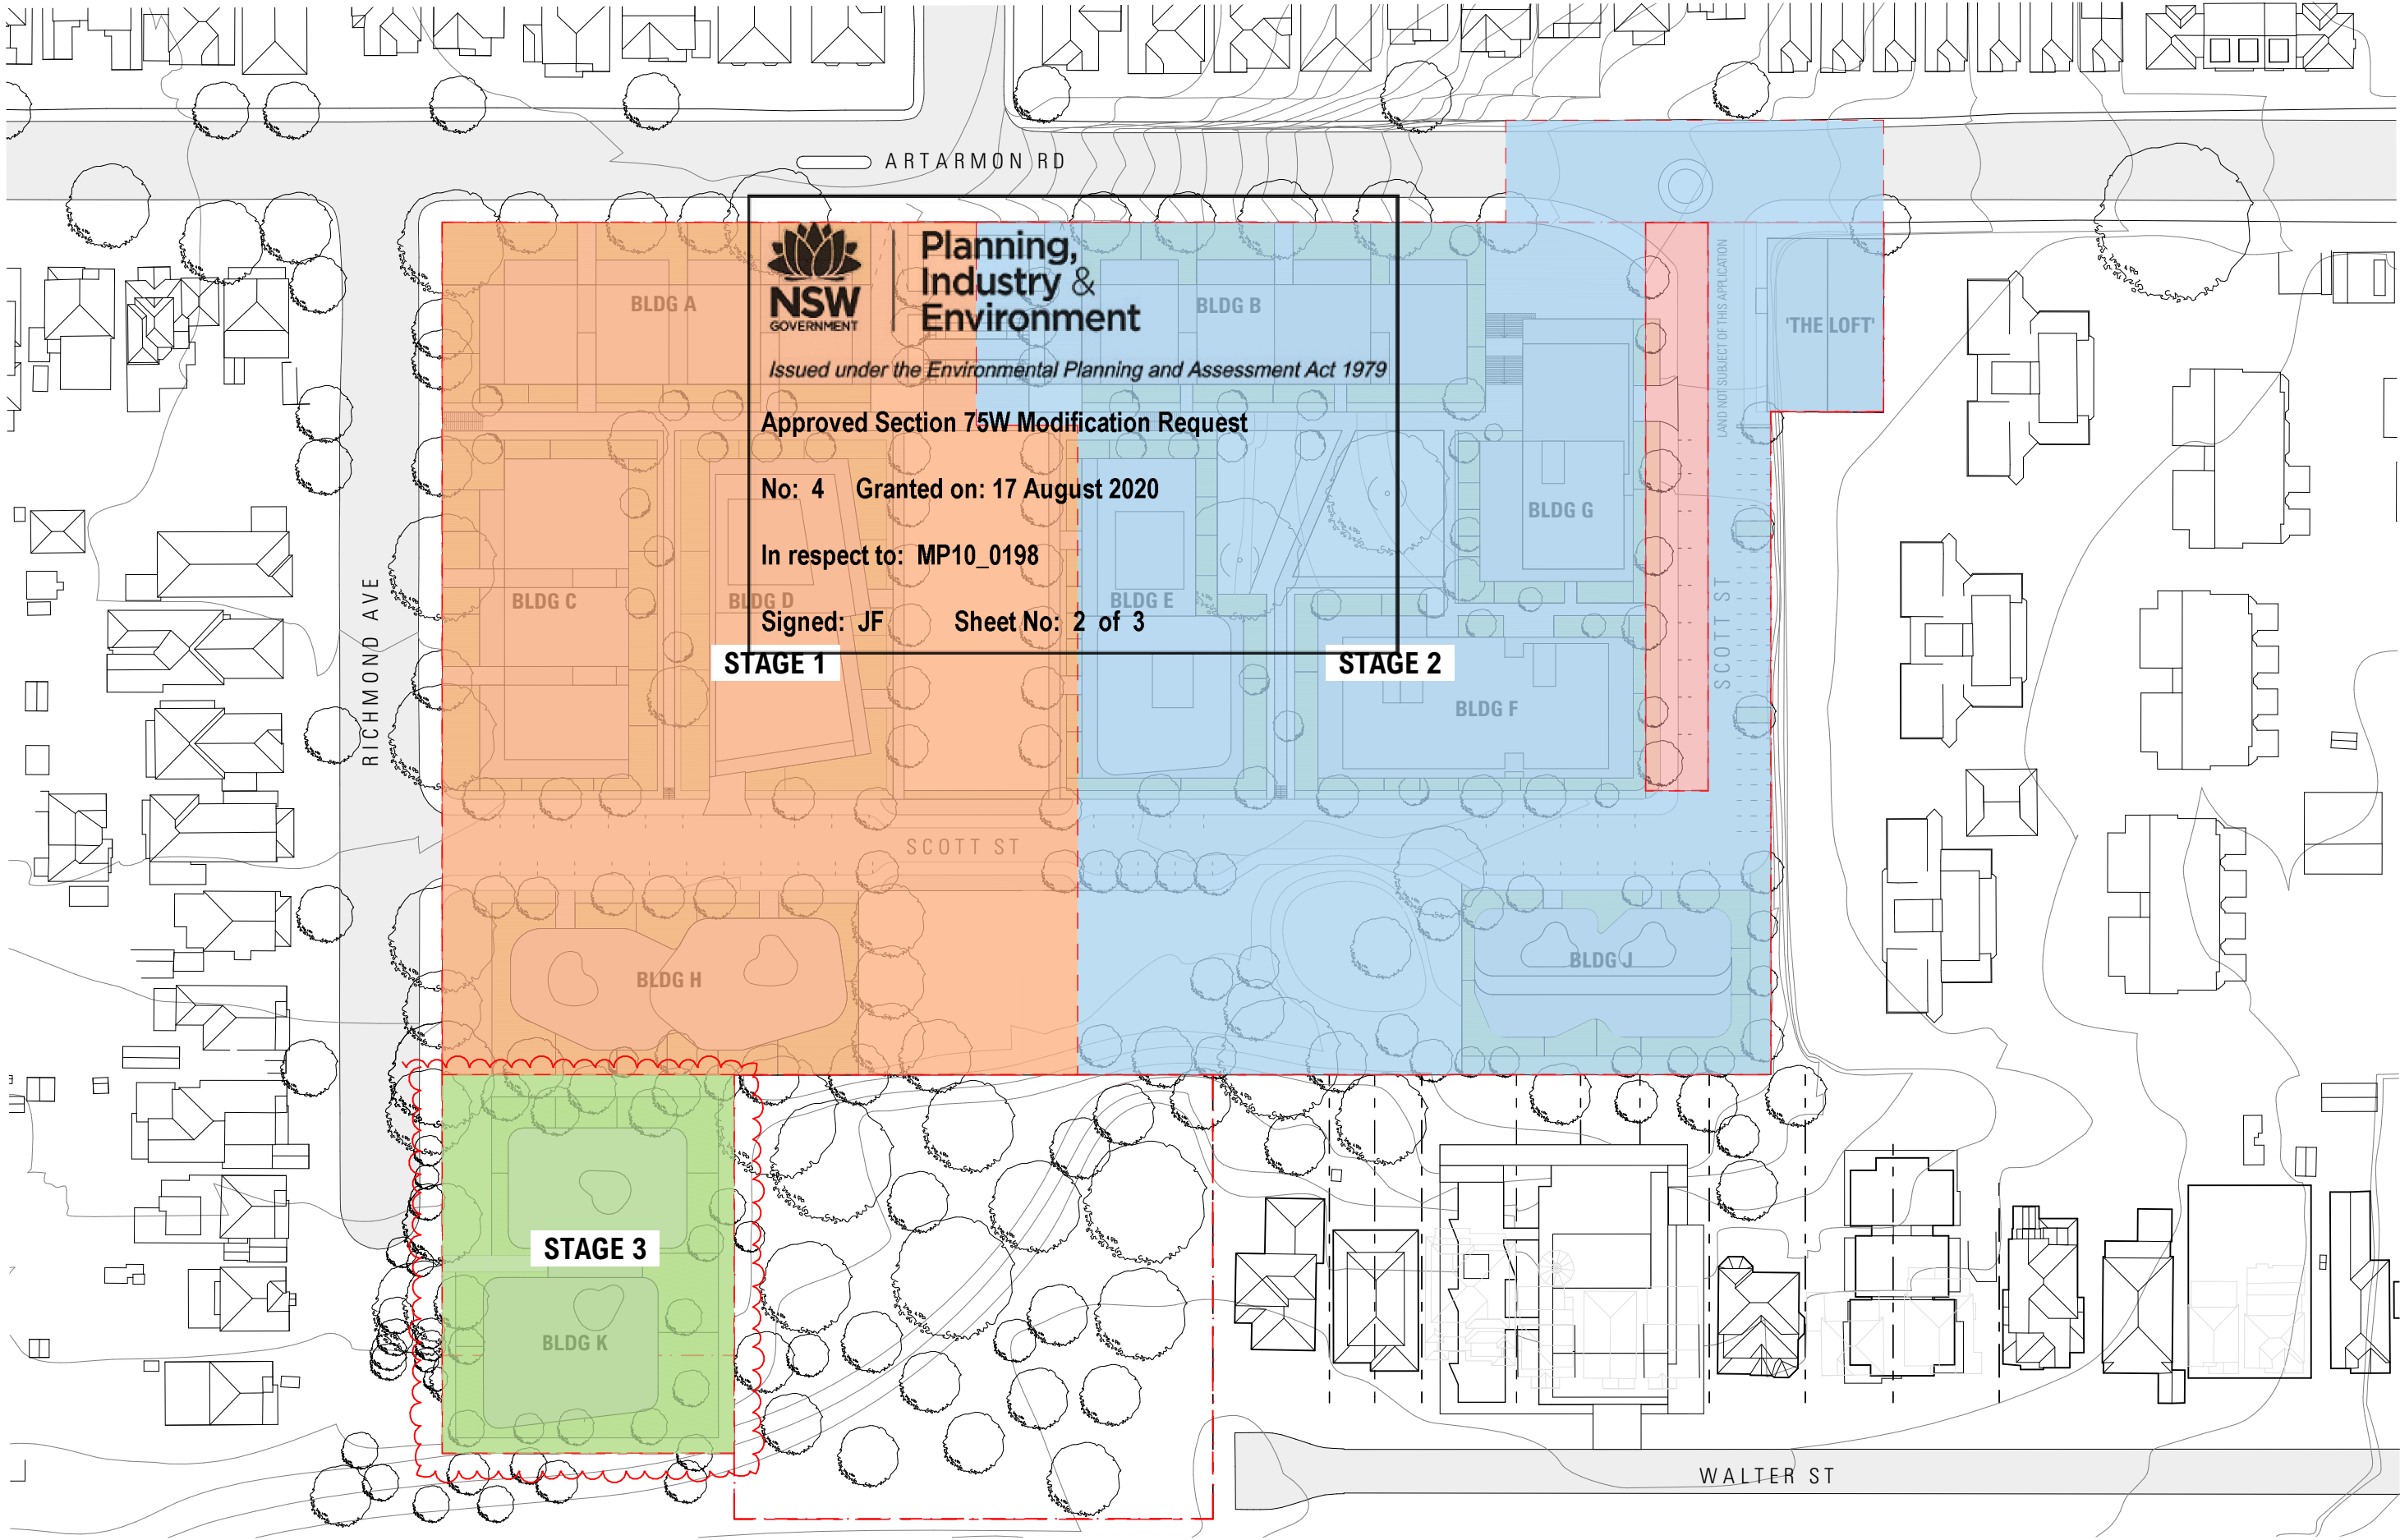 ARTARMON RD
NSW
GOVERNMENT
Planning,
Industry &
Environment
Issued under the Environmental Planning and Assessment Act 1979
Approved Section 75W Modification Request
No: 4 Granted on: 17 August 2020
In respect to: MP10_0198
Signed: JF Sheet No: 2 of 3
BLDG A
BLDG B
'THE LOFT'
LAND NOT SUBJECT OF THIS APPLICATION
BLDG G
RICHMOND AVE
BLDG C
BLDG D
BLDG E
SCOTT ST
STAGE 1
STAGE 2
BLDG F
SCOTT ST
BLDG H
BLDG J
STAGE 3
BLDG K
WALTER ST